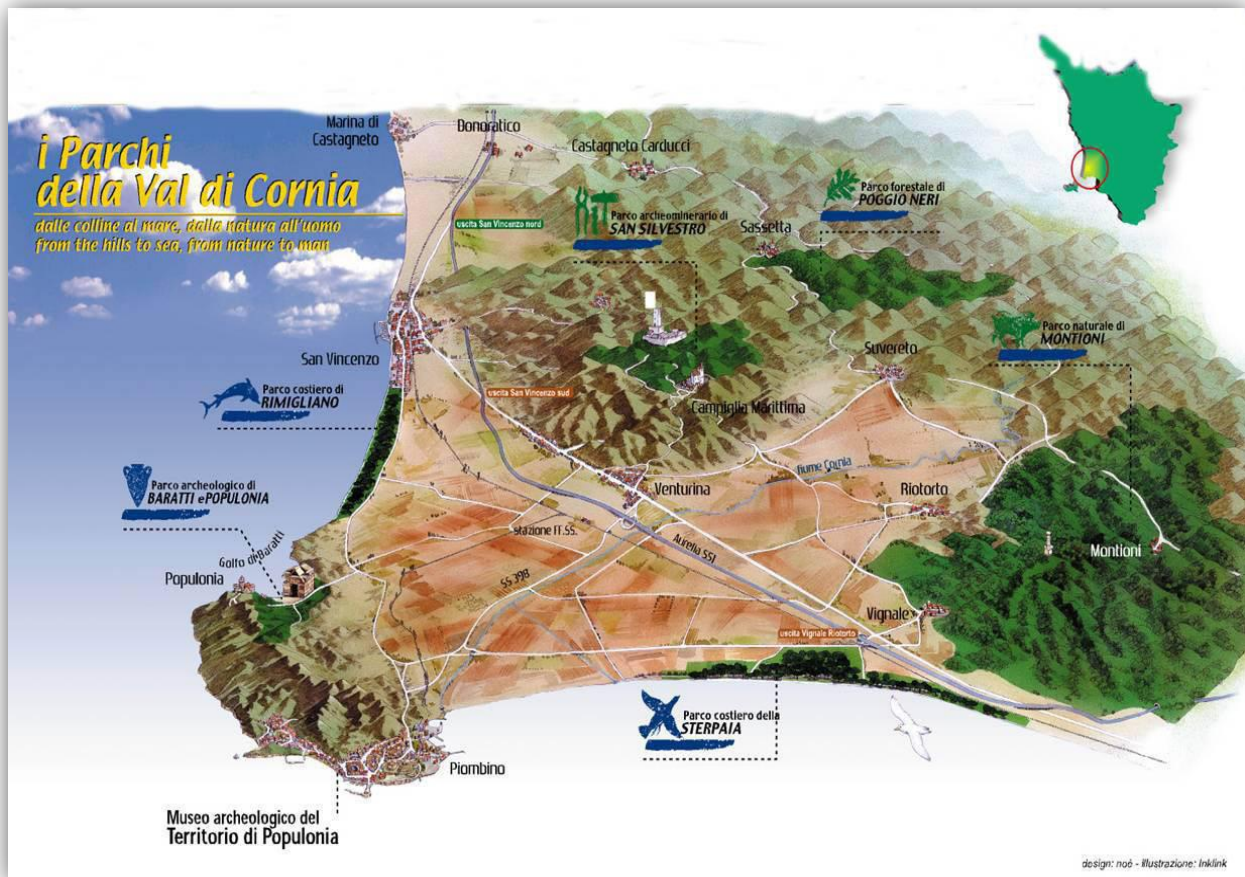 i Parchi
della Val di Cornia
dalle colline al mare, dalla natura all'uomo
from the hills to sea, from nature to man
Marina di
Castagneto
Donoratico
Castagneto Carducci
uscita San Vincenzo nord
Parco archeominerario di
SAN SILVESTRO
Parco forestale di
POGGIO NERI
Sassetta
Parco naturale di
MONTIONI
San Vincenzo
Suvereto
uscita San Vincenzo sud
Parco costiero di
RIMIGLIANO
Campiglia Marittima
fiume Cornia
Parco archeologico di
BARATTI ePOPULONIA
Venturina
Riotorto
stazione FF.SS.
Aurelia SS1
Montioni
Golfo di Baratti
Populonia
SS 398
Vignale
uscita Vignale Riotorto
Parco costiero della
STERPAIA
Piombino
Museo archeologico del
Territorio di Populonia
design: noè - illustrazione: Inklink